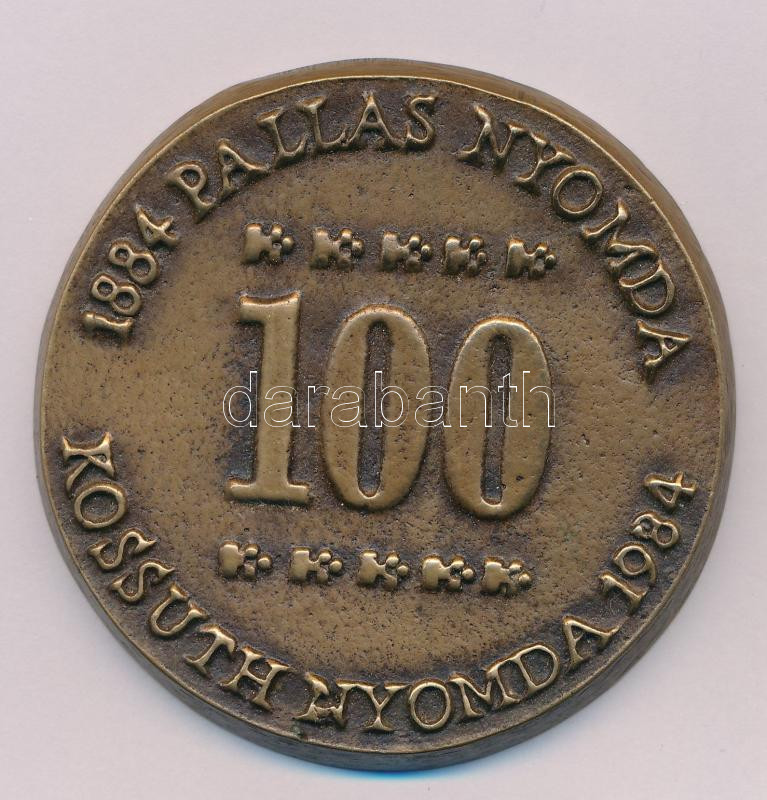 1884 PALLAS NYOMDA
100
KOSSUTH NYOMDA 1984
darabanth